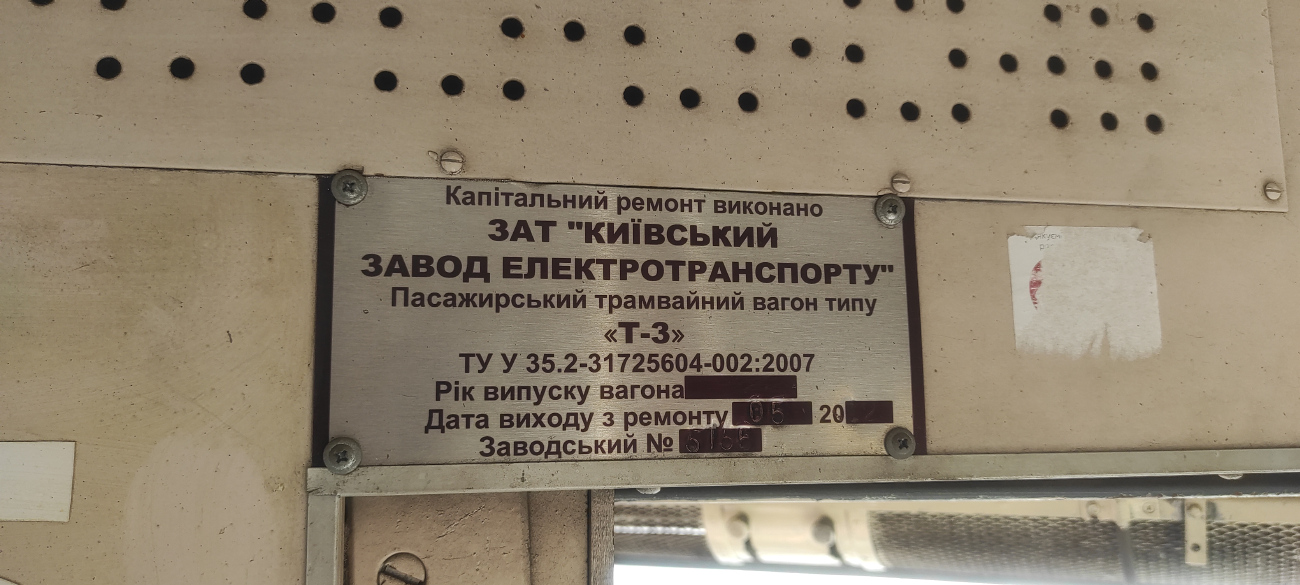 Капітальний ремонт виконано
ЗАТ "КИЇВСЬКИЙ
ЗАВОД ЕЛЕКТРОТРАНСПОРТУ"
Пасажирський трамвайний вагон типу
«Т-3»
ТУ У 35.2-31725604-002:2007
Рік випуску вагона
Дата виходу з ремонту 05 20
Заводський №